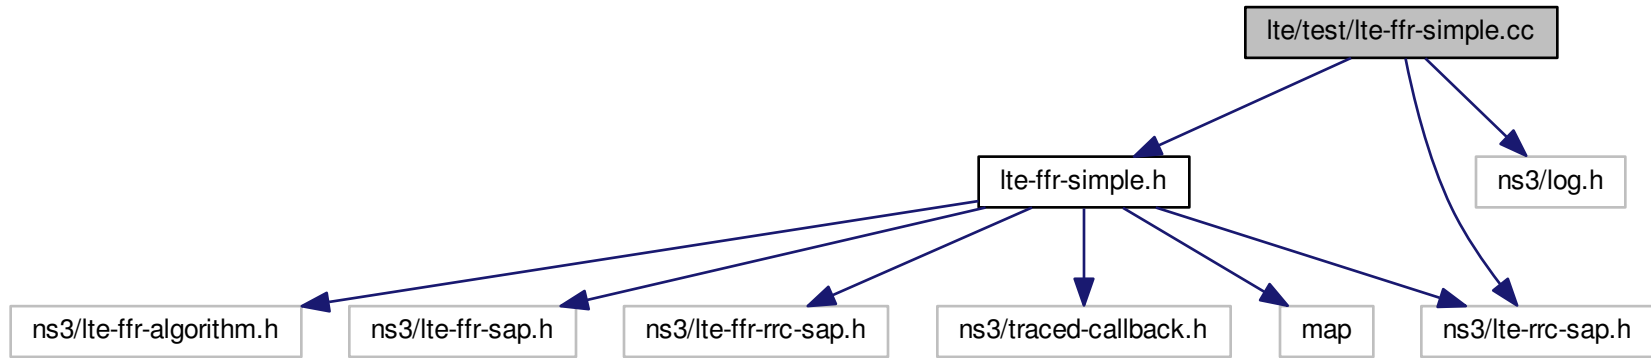 lte/test/lte-ffr-simple.cc
lte-ffr-simple.h
ns3/log.h
ns3/lte-ffr-algorithm.h
ns3/lte-ffr-sap.h
ns3/lte-ffr-rrc-sap.h
ns3/traced-callback.h
map
ns3/lte-rrc-sap.h